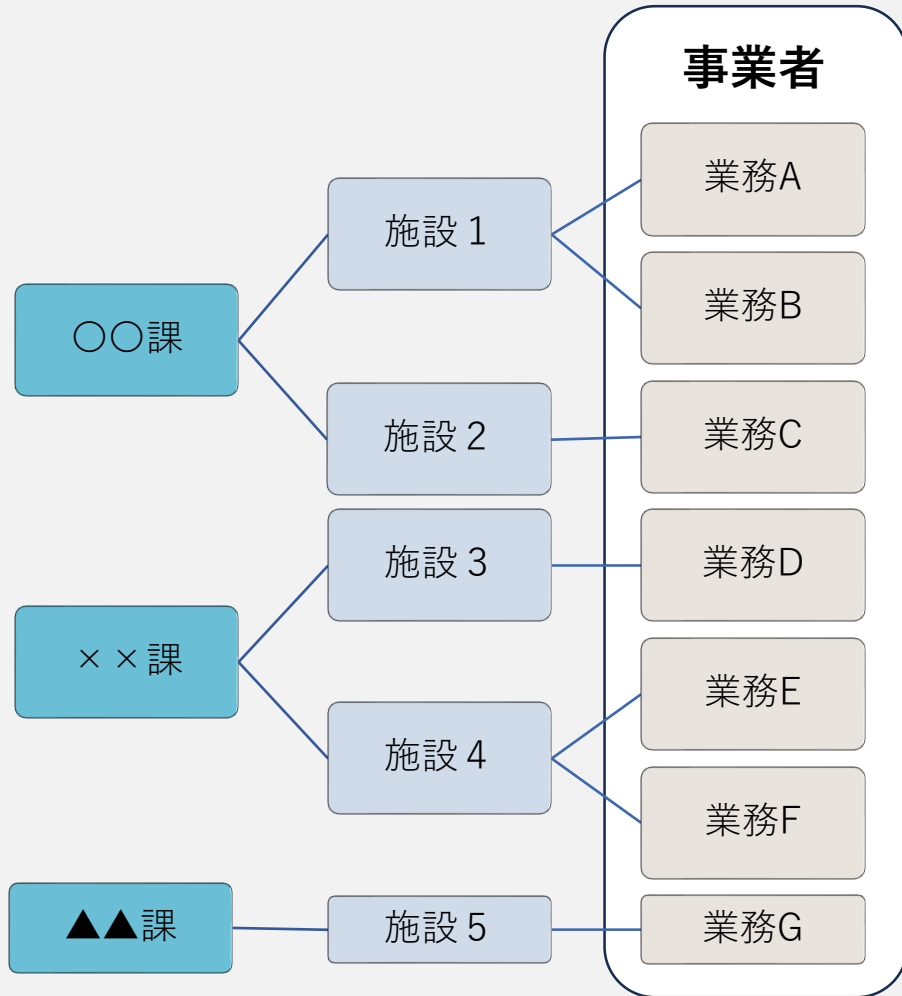 事業者
〇〇課
施設１
業務A
業務B
施設２
業務C
××課
施設３
業務D
施設４
業務E
業務F
▲▲課
施設５
業務G